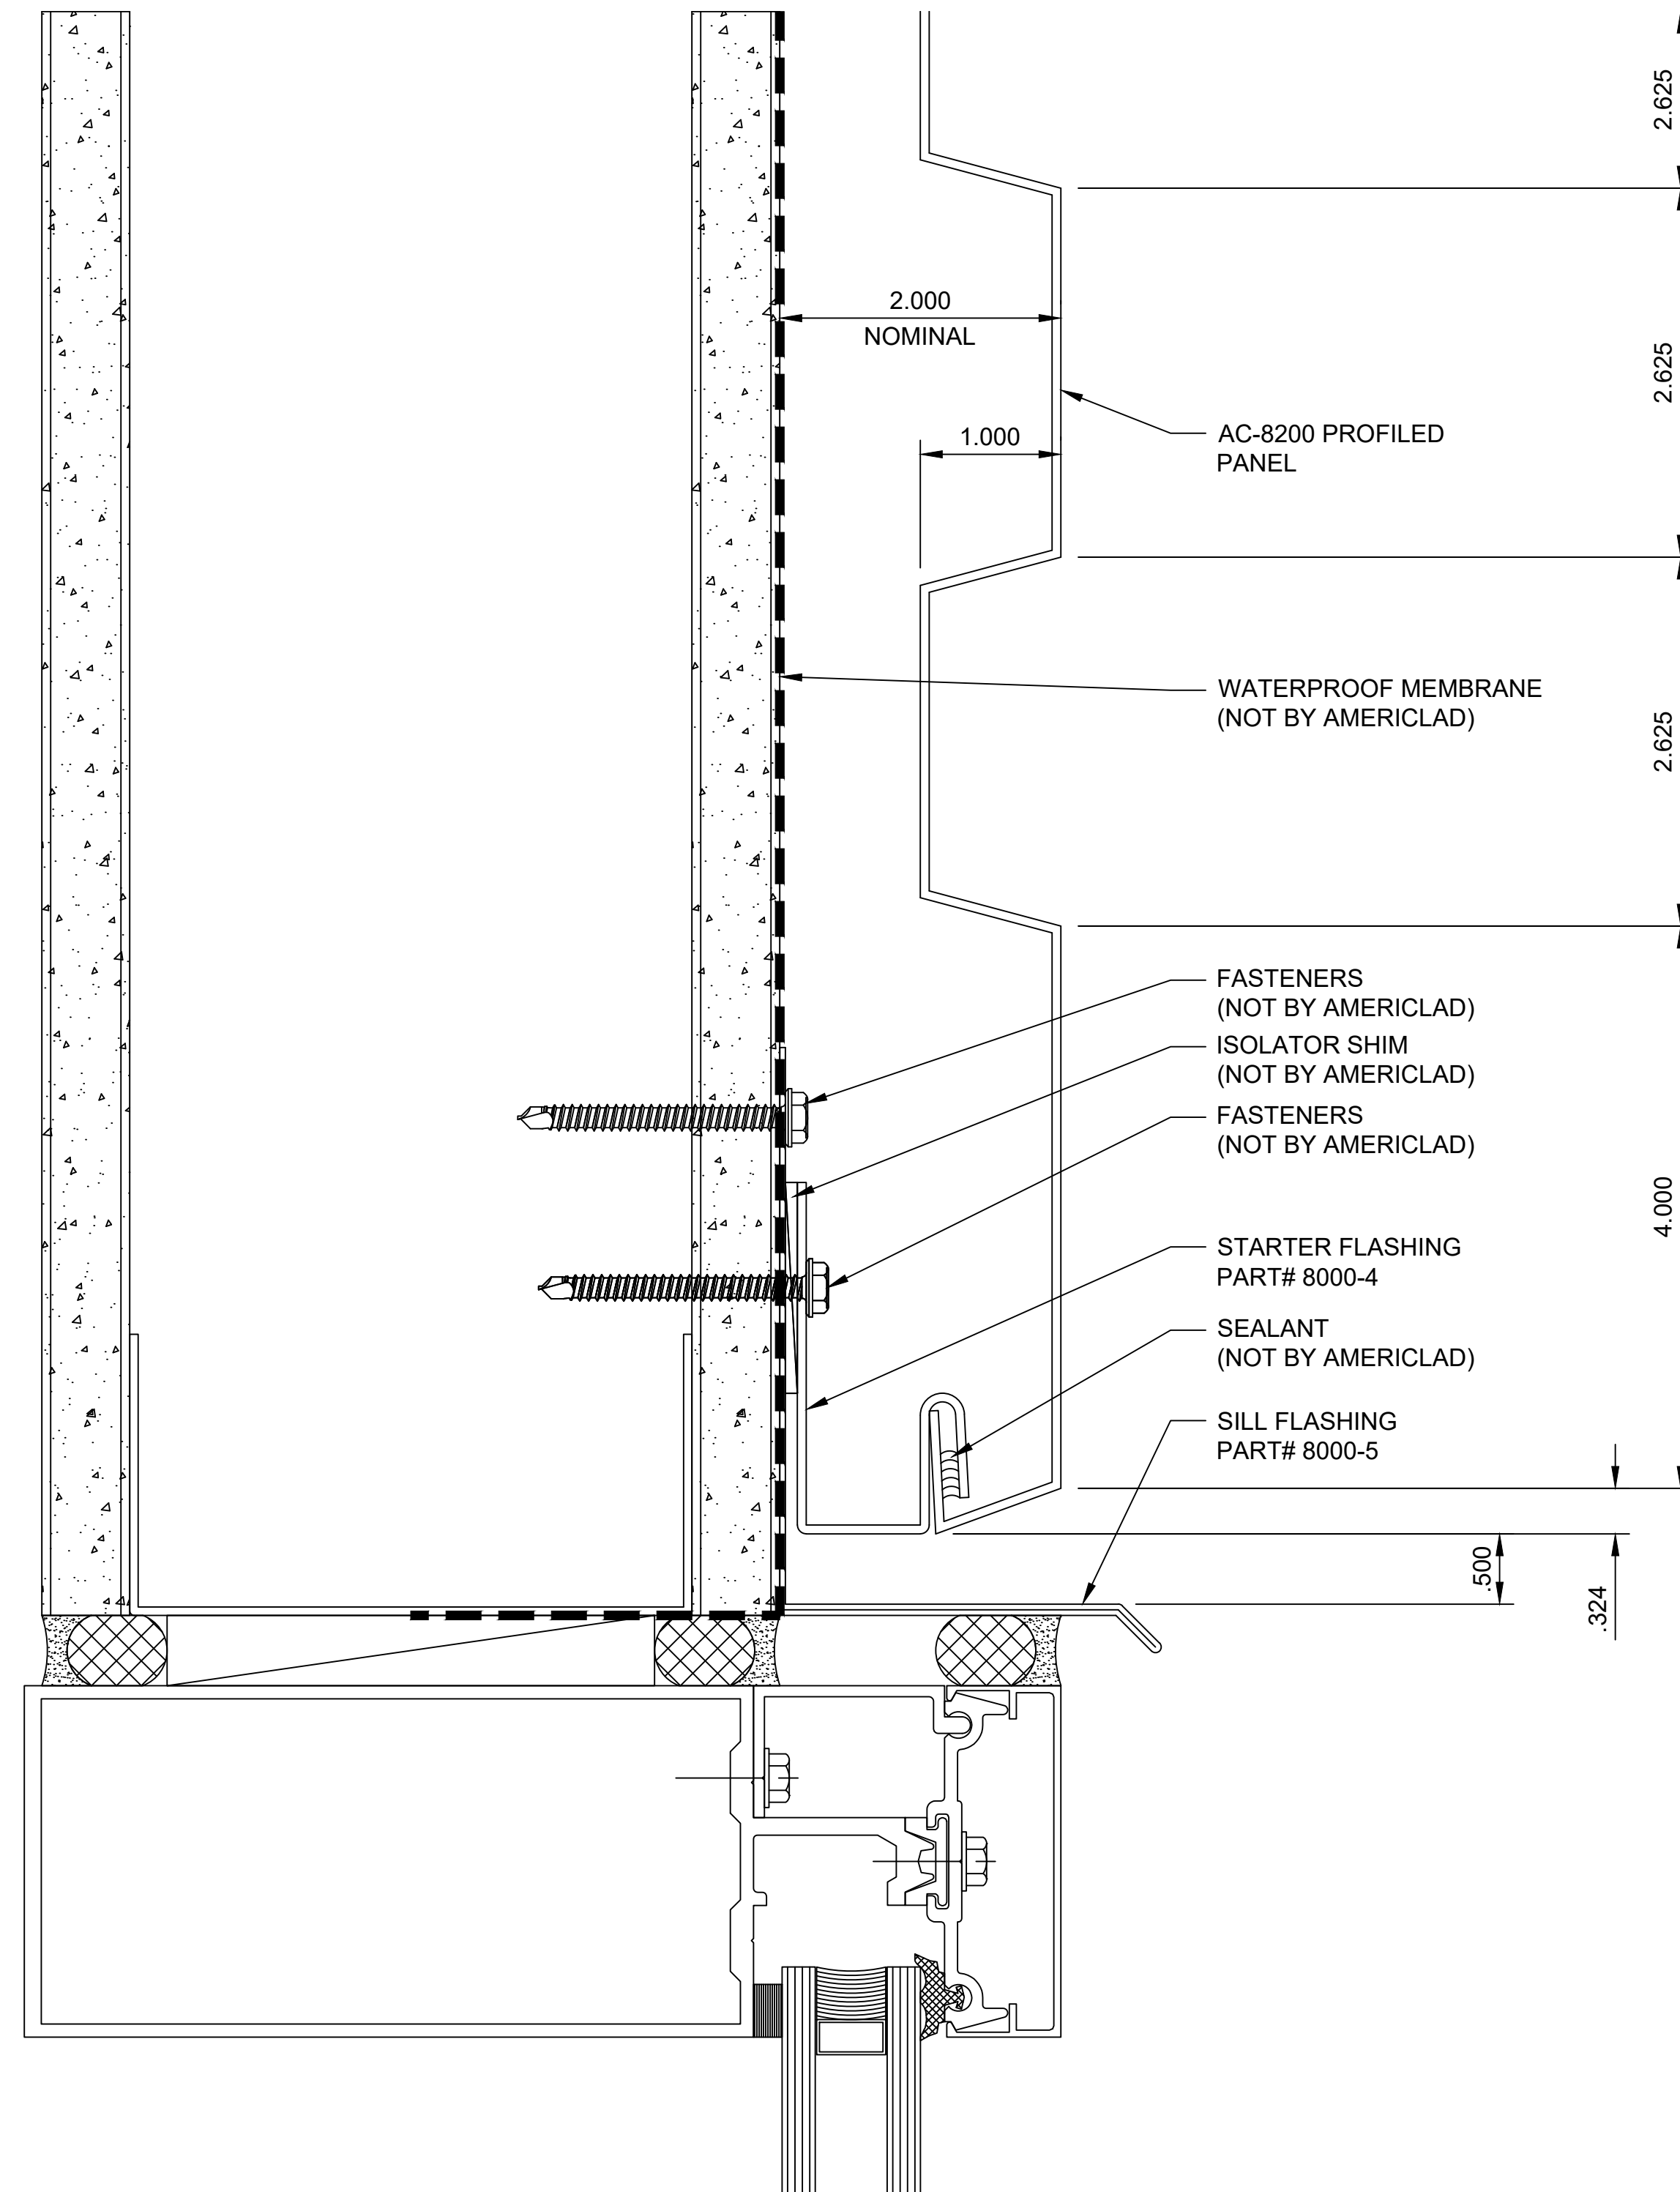 2.625
2.000
NOMINAL
2.625
1.000
AC-8200 PROFILED
PANEL
WATERPROOF MEMBRANE
(NOT BY AMERICLAD)
2.625
FASTENERS
(NOT BY AMERICLAD)
ISOLATOR SHIM
(NOT BY AMERICLAD)
FASTENERS
(NOT BY AMERICLAD)
4.000
STARTER FLASHING
PART# 8000-4
SEALANT
(NOT BY AMERICLAD)
SILL FLASHING
PART# 8000-5
.500
.324